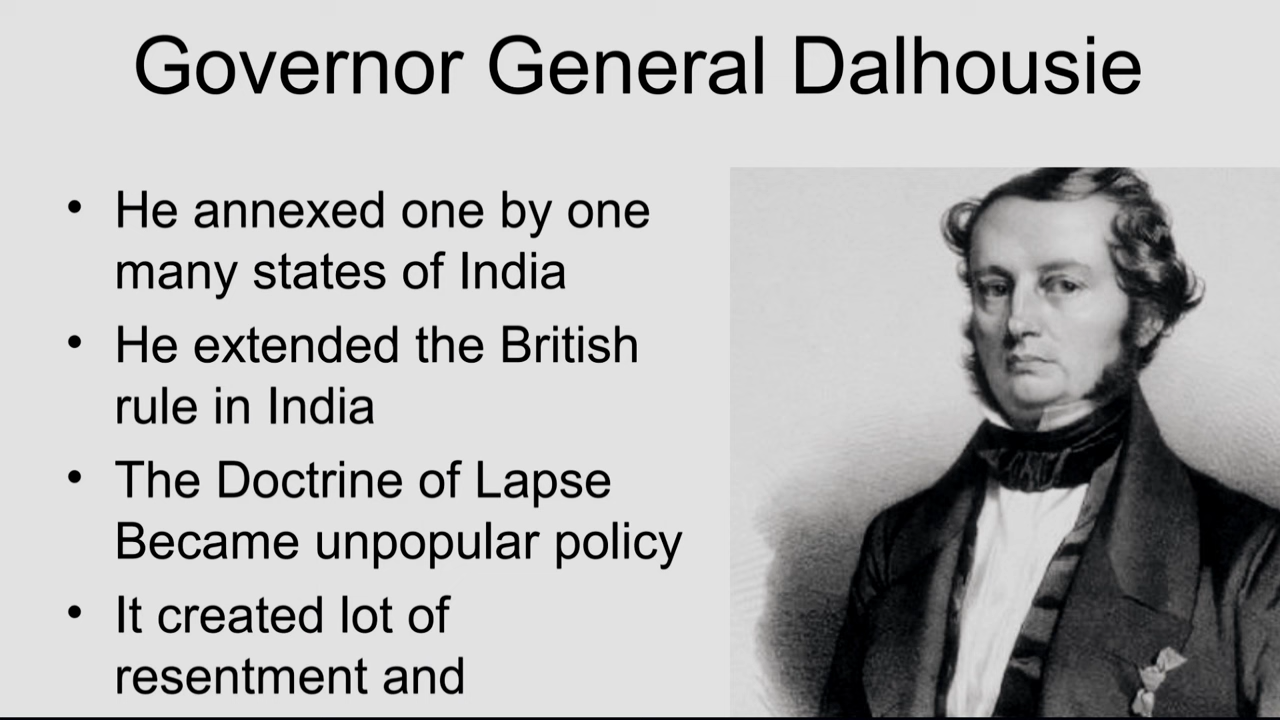 Governor General Dalhousie
• He annexed one by one
many states of India
• He extended the British
rule in India
• The Doctrine of Lapse
Became unpopular policy
• It created lot of
resentment and